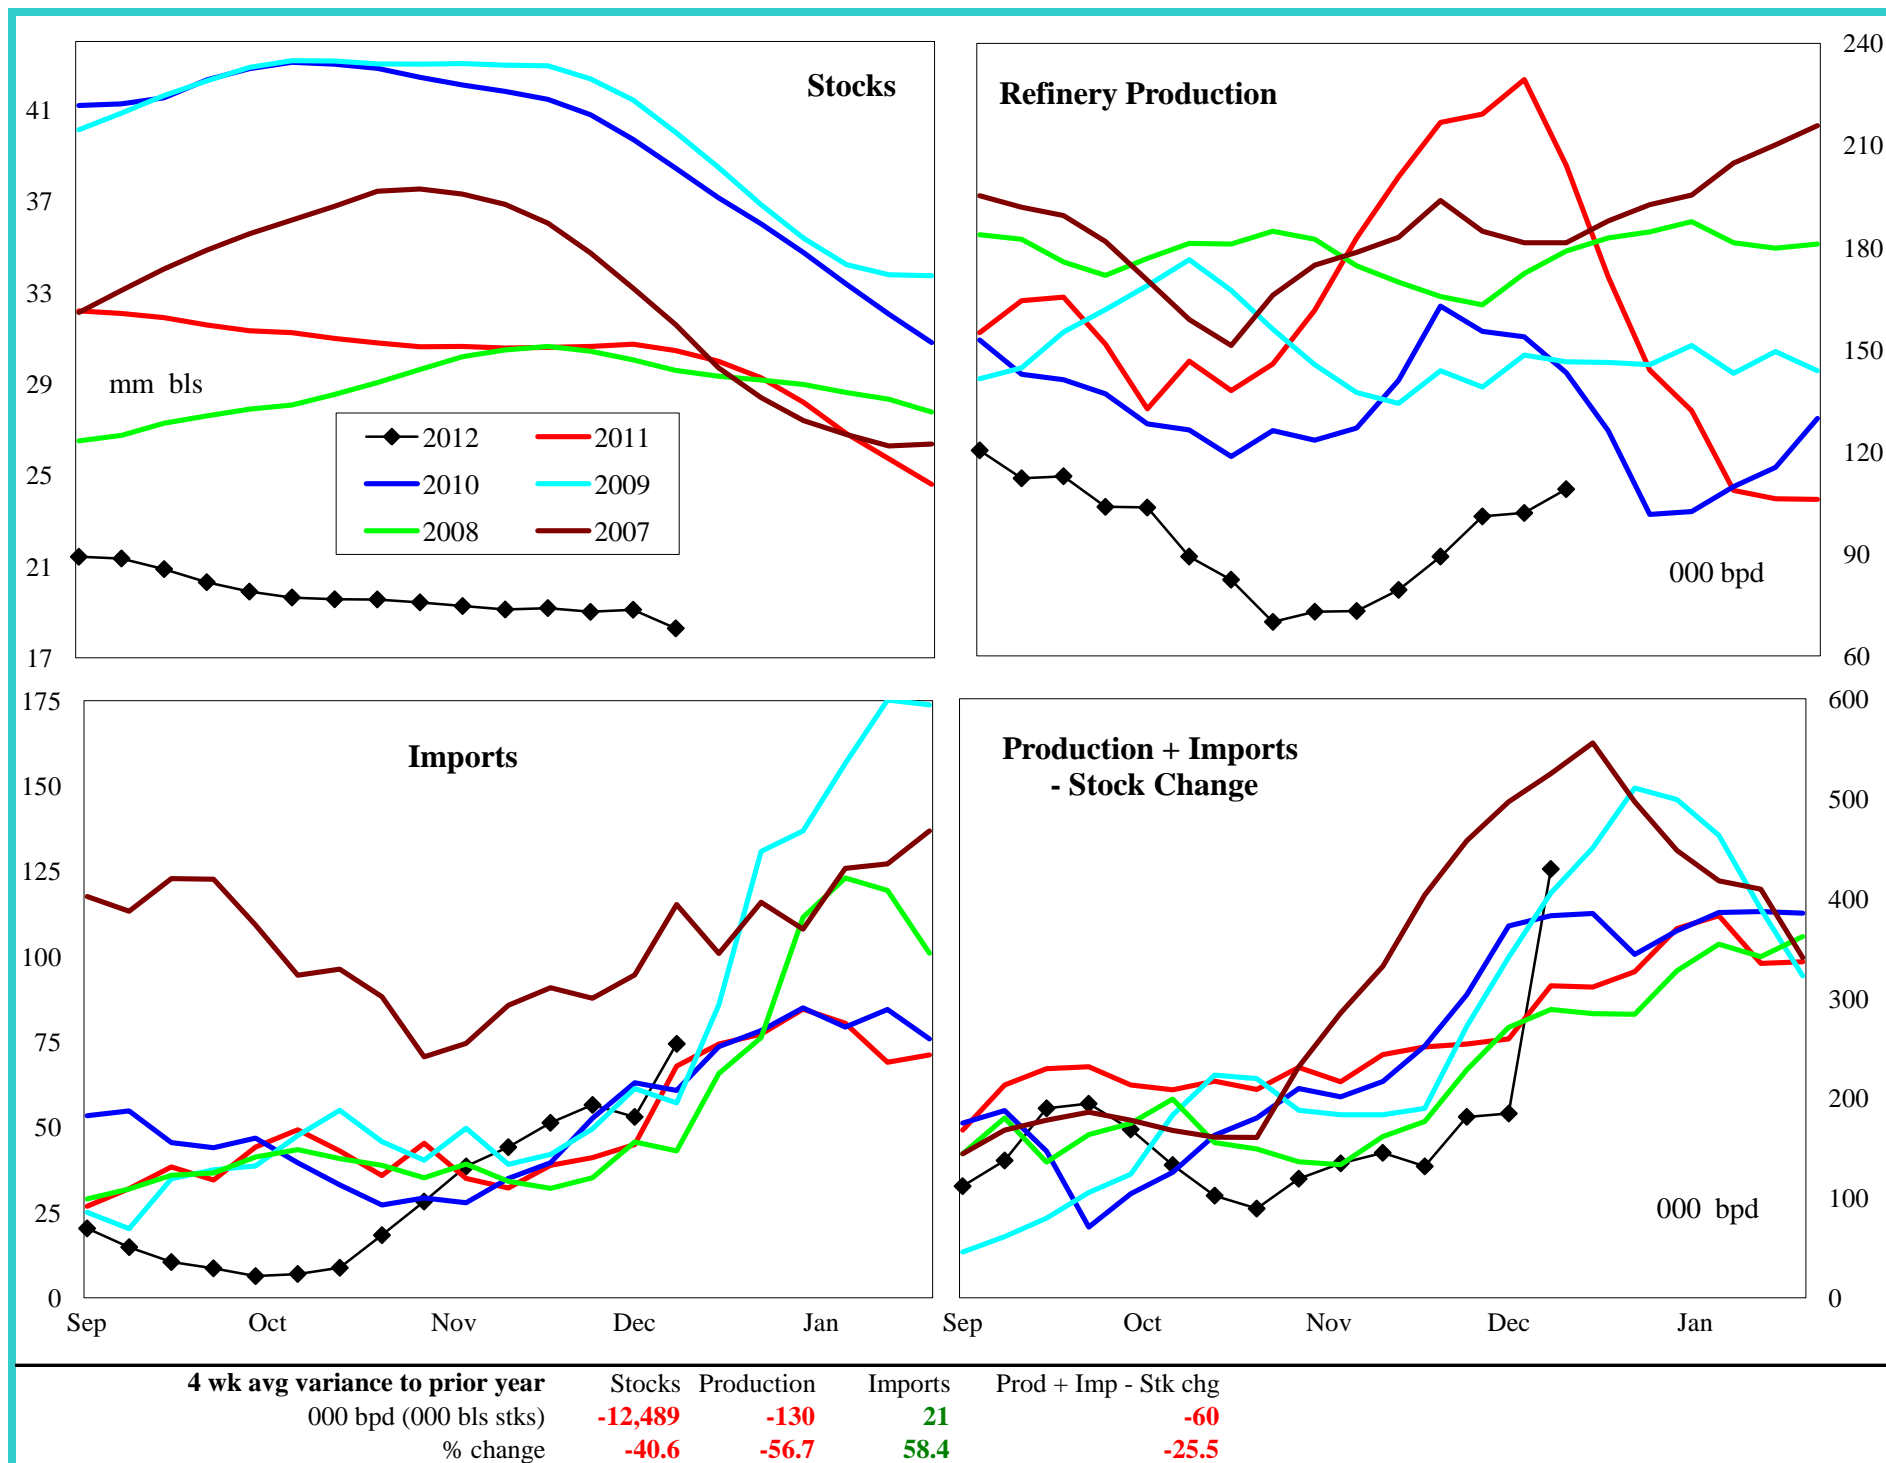 Stocks
41
37
33
29
25
21
17
mm bls
2012 2011
2010 2009
2008 2007
Refinery Production
240
210
180
150
120
90
60
000 bpd
Imports
175
150
125
100
75
50
25
0
Sep Oct Nov Dec Jan
Production + Imports
- Stock Change
600
500
400
300
200
100
0
000 bpd
Sep Oct Nov Dec Jan
4 wk avg variance to prior year Stocks Production Imports Prod + Imp - Stk chg
000 bpd (000 bls stks) -12,489 -130 21 -60
% change -40.6 -56.7 58.4 -25.5